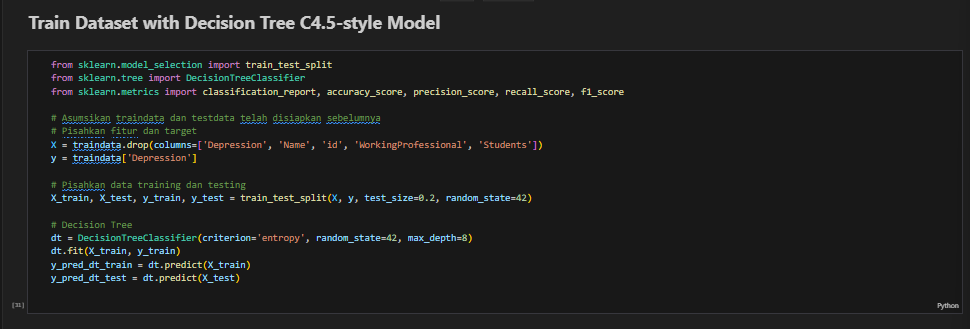 Train Dataset with Decision Tree C4.5-style Model
from sklearn.model_selection import train_test_split
from sklearn.tree import DecisionTreeClassifier
from sklearn.metrics import classification_report, accuracy_score, precision_score, recall_score, f1_score
# Asumsikan traindata dan testdata telah disiapkan sebelumnya
# Pisahkan fitur dan target
X = traindata.drop(columns=['Depression', 'Name', 'id', 'WorkingProfessional', 'Students'])
y = traindata['Depression']
# Pisahkan data training dan testing
X_train, X_test, y_train, y_test = train_test_split(X, y, test_size=0.2, random_state=42)
# Decision Tree
dt = DecisionTreeClassifier(criterion='entropy', random_state=42, max_depth=8)
dt.fit(X_train, y_train)
y_pred_dt_train = dt.predict(X_train)
y_pred_dt_test = dt.predict(X_test)
Python